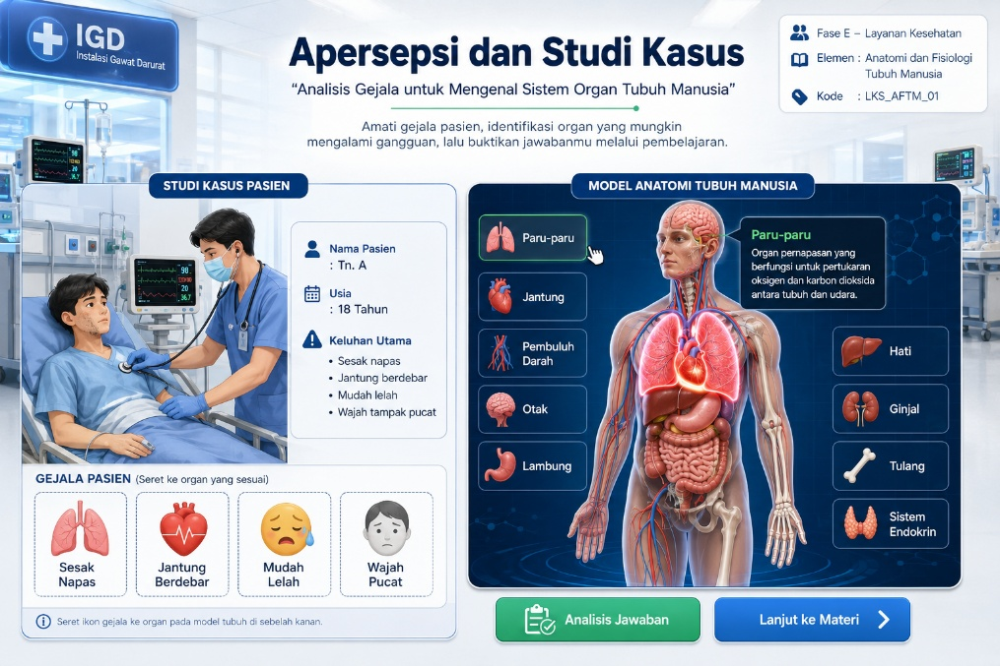 IGD
Instalasi Gawat Darurat
Apersepsi dan Studi Kasus
“Analisis Gejala untuk Mengenal Sistem Organ Tubuh Manusia”
Amati gejala pasien, identifikasi organ yang mungkin
mengalami gangguan, lalu buktikan jawabanmu melalui pembelajaran.
Fase E – Layanan Kesehatan
Elemen : Anatomi dan Fisiologi
Tubuh Manusia
Kode : LKS_AFTM_01
STUDI KASUS PASIEN
Nama Pasien
: Tn. A
Usia
: 18 Tahun
Keluhan Utama
• Sesak napas
• Jantung berdebar
• Mudah lelah
• Wajah tampak pucat
GEJALA PASIEN (Seret ke organ yang sesuai)
Sesak
Napas
Jantung
Berdebar
Mudah
Lelah
Wajah
Pucat
Seret ikon gejala ke organ pada model tubuh di sebelah kanan.
MODEL ANATOMI TUBUH MANUSIA
Paru-paru
Jantung
Pembuluh
Darah
Otak
Lambung
Paru-paru
Organ pernapasan yang
berfungsi untuk pertukaran
oksigen dan karbon dioksida
antara tubuh dan udara.
Hati
Ginjal
Tulang
Sistem
Endokrin
Analisis Jawaban
Lanjut ke Materi